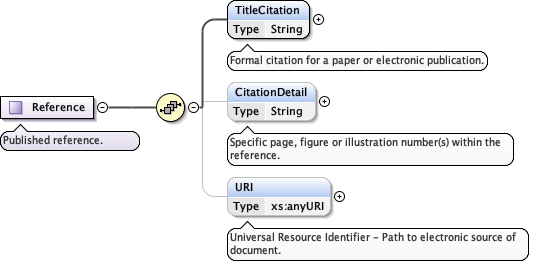 TitleCitation
Type String
Formal citation for a paper or electronic publication.
Reference
Published reference.
CitationDetail
Type String
Specific page, figure or illustration number(s) within the
reference.
URI
Type xs:anyURI
Universal Resource Identifier - Path to electronic source of
document.